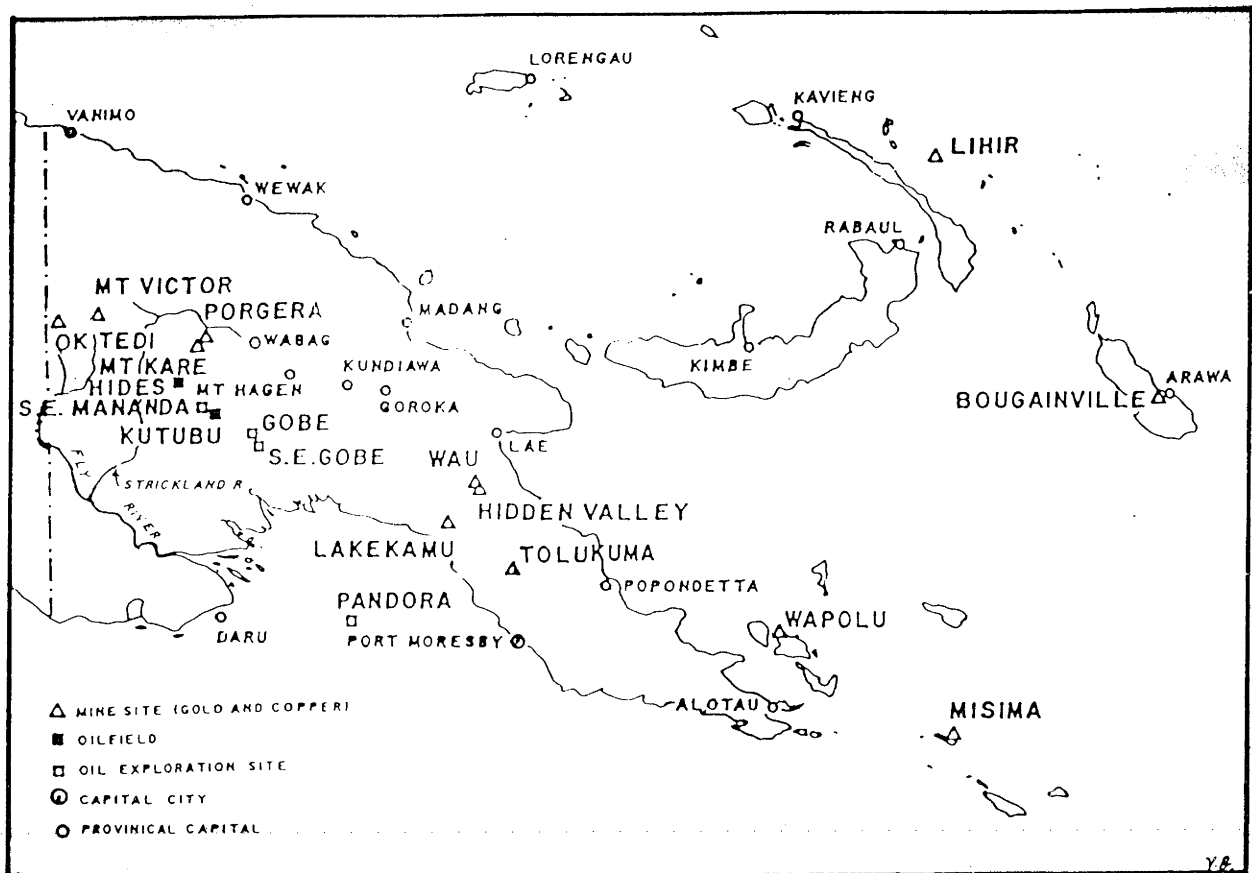 LORENGAU
KAVIENG
VANIMO
LIHIR
WEWAK
RABAUL
MT VICTOR
PORGERA
MADANG
OK TEDI
WABAG
MT KARE
KUNDIAWA
KIMBE
HIDES
MT HAGEN
ARAWA
BOUGAINVILLE
S.E. MANANDA
GOROKA
KUTUBU
GOBE
LAE
S.E.GOBE
WAU
FLY
STRICKLAND R.
RIVER
HIDDEN VALLEY
LAKEKAMU
TOLUKUMA
POPONDETTA
PANDORA
WAPOLU
DARU
PORT MORESBY
ALOTAU
MISIMA
MINE SITE (GOLD AND COPPER)
OILFIELD
OIL EXPLORATION SITE
CAPITAL CITY
PROVINICAL CAPITAL